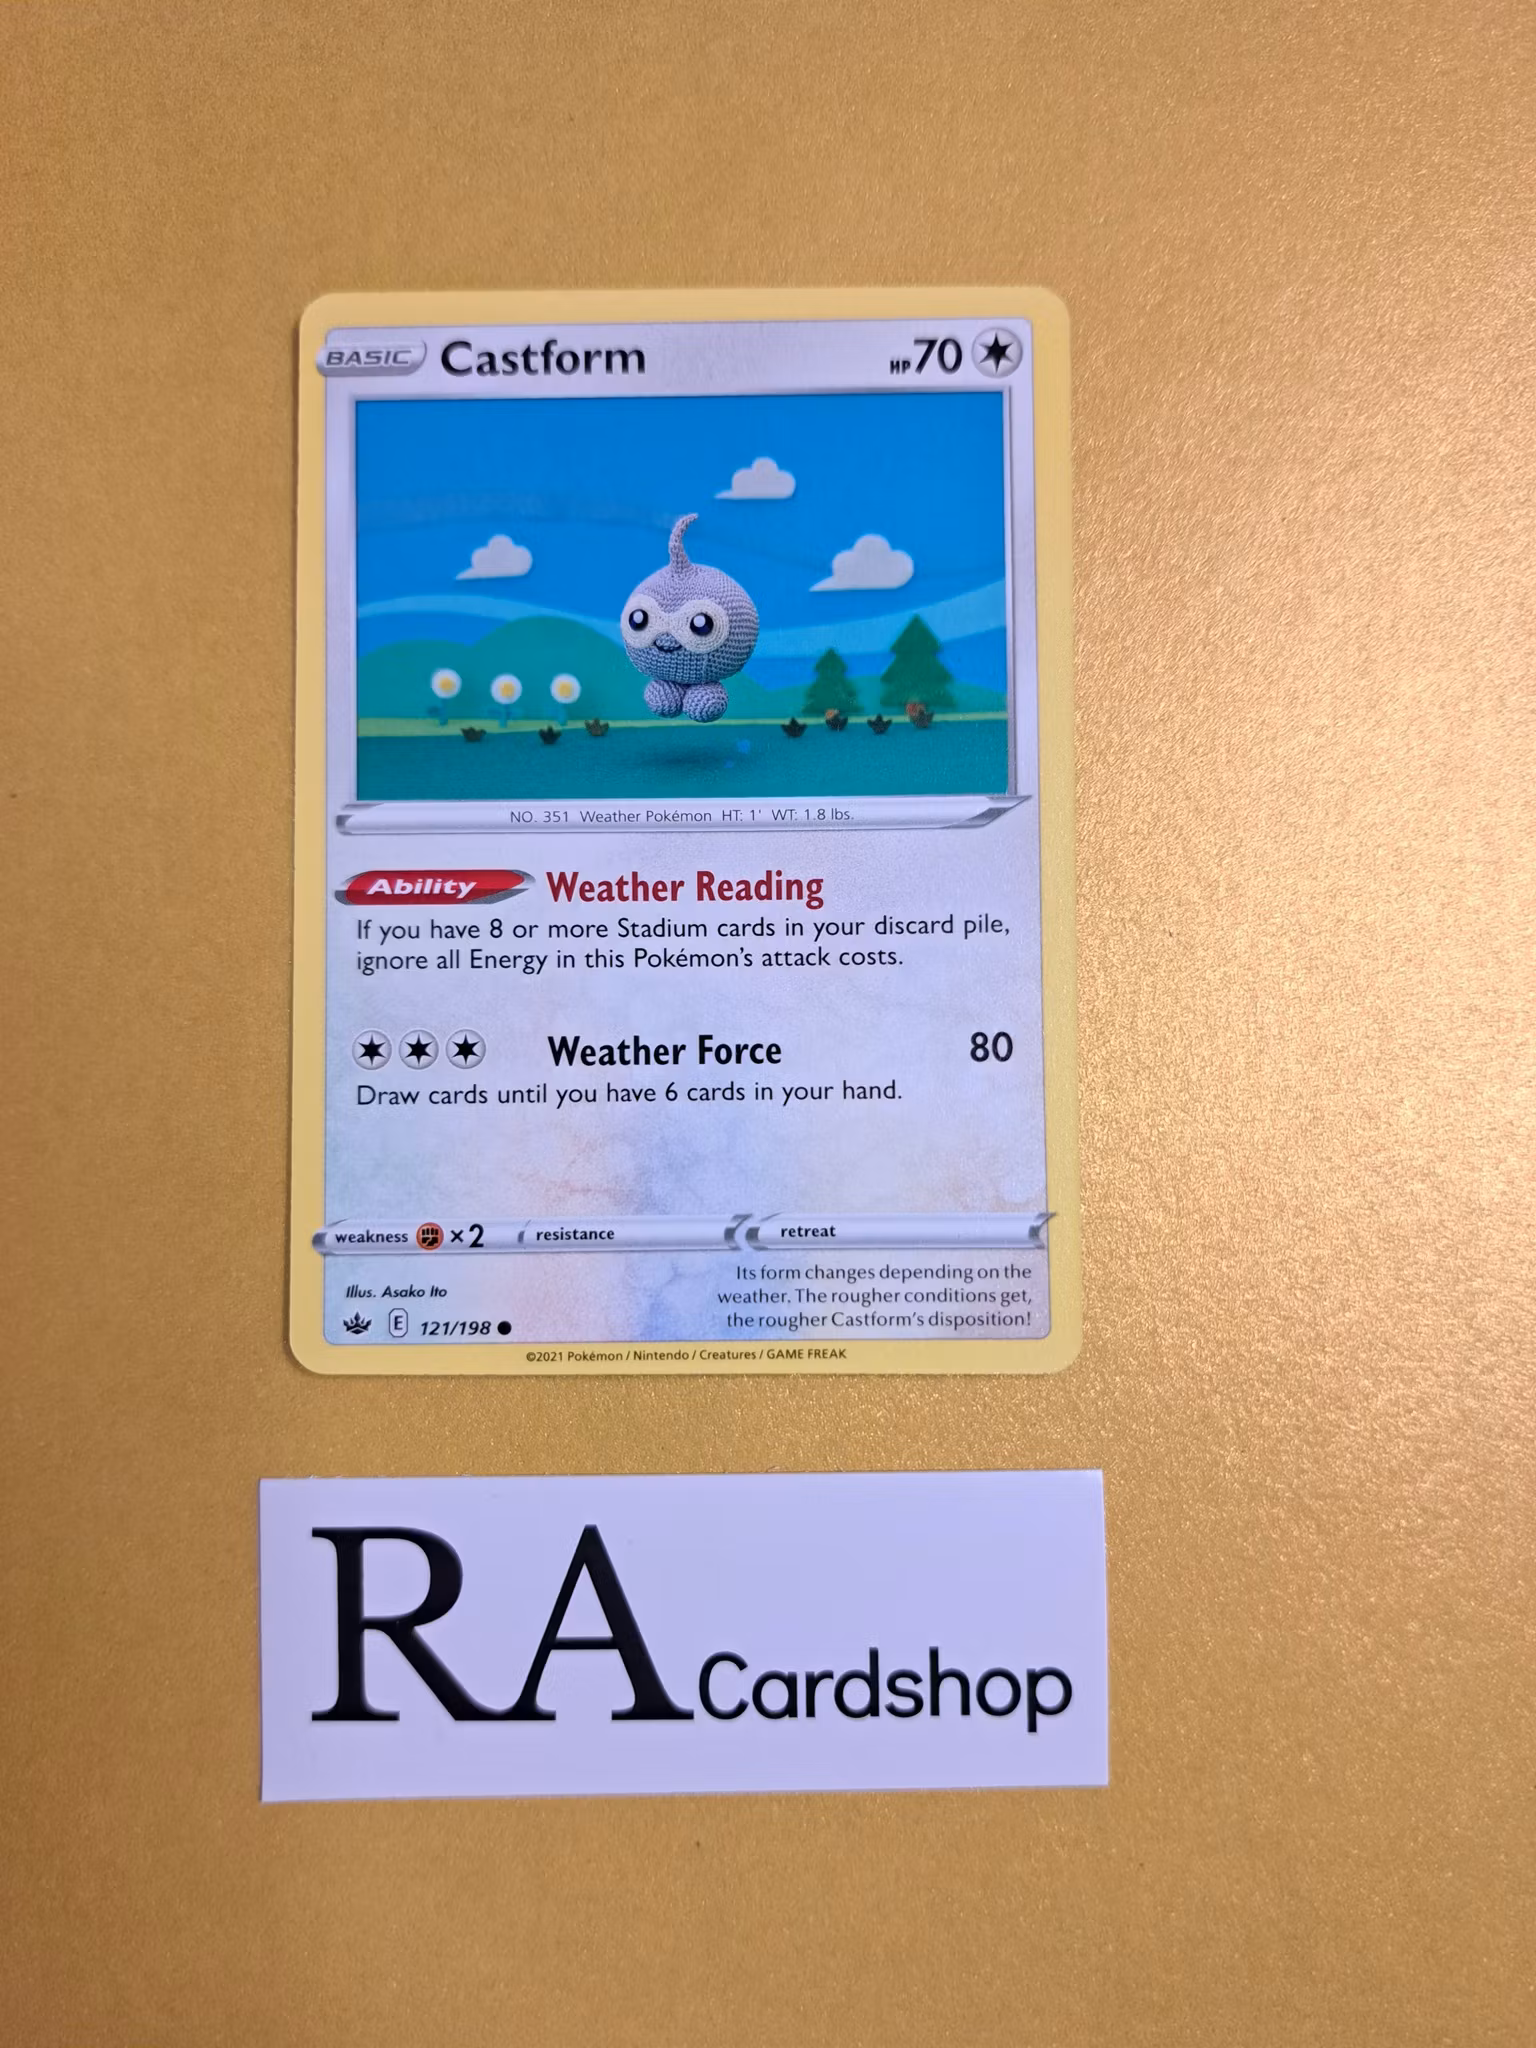 BASIC Castform HP 70
NO. 351 Weather Pokémon HT: 1' WT: 1.8 lbs.
Ability Weather Reading
If you have 8 or more Stadium cards in your discard pile,
ignore all Energy in this Pokémon's attack costs.
Weather Force 80
Draw cards until you have 6 cards in your hand.
weakness ×2 resistance retreat
Illus. Asako Ito
E 121/198
Its form changes depending on the
weather. The rougher conditions get,
the rougher Castform's disposition!
©2021 Pokémon / Nintendo / Creatures / GAME FREAK
RA Cardshop